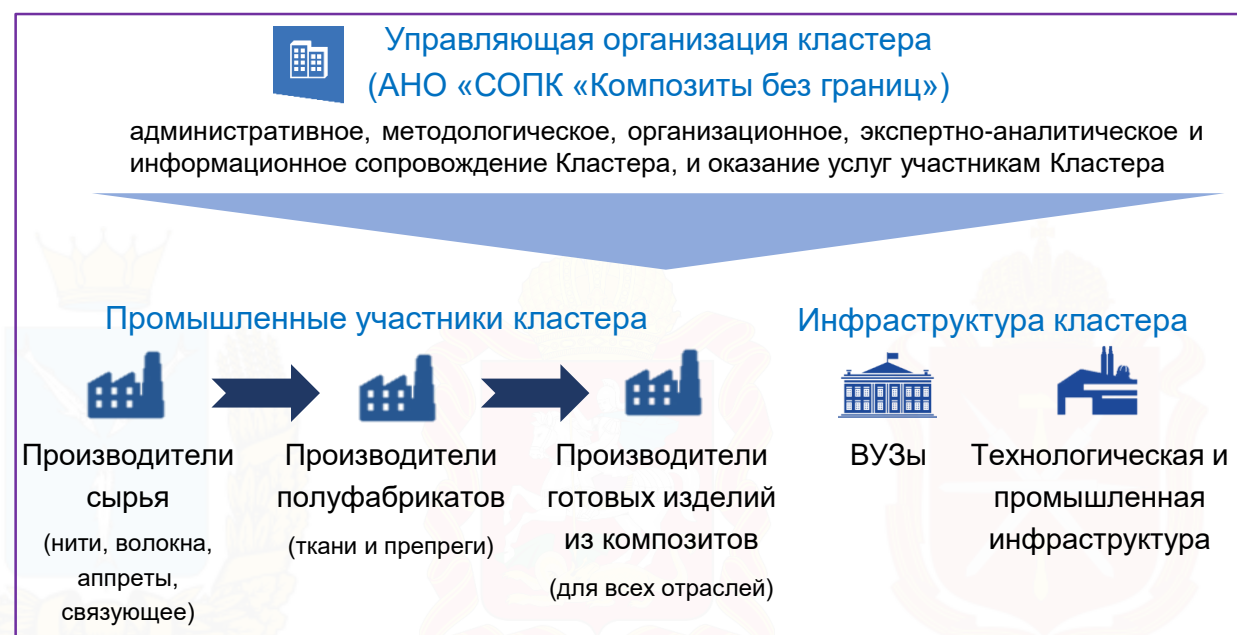 Управляющая организация кластера
(АНО «СОПК «Композиты без границ»)
административное, методологическое, организационное, экспертно-аналитическое и
информационное сопровождение Кластера, и оказание услуг участникам Кластера
Промышленные участники кластера
Инфраструктура кластера
Производители
сырья
(нити, волокна,
аппреты,
связующее)
Производители
полуфабрикатов
(ткани и препреги)
Производители
готовых изделий
из композитов
(для всех отраслей)
ВУЗы
Технологическая и
промышленная
инфраструктура